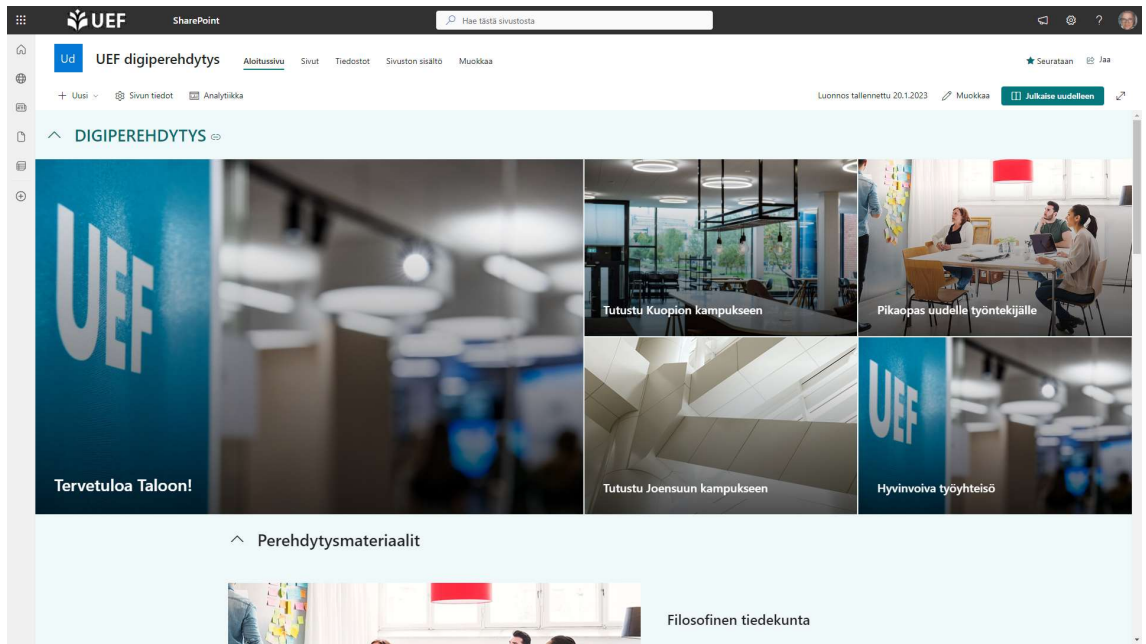 UEF
SharePoint
Hae tästä sivustosta
?
Ud
UEF digiperehdytys
Aloitussivu
Sivut
Tiedostot
Sivuston sisältö
Muokkaa
Seurataan
Jaa
+ Uusi
Sivun tiedot
Analytiikka
Luonnos tallennettu 20.1.2023
Muokkaa
Julkaise uudelleen
DIGIPEREHDYTYS
UEF
Tervetuloa Taloon!
Tutustu Kuopion kampukseen
Pikaopas uudelle työntekijälle
Tutustu Joensuun kampukseen
UEF
Hyvinvoiva työyhteisö
Perehdytysmateriaalit
Filosofinen tiedekunta